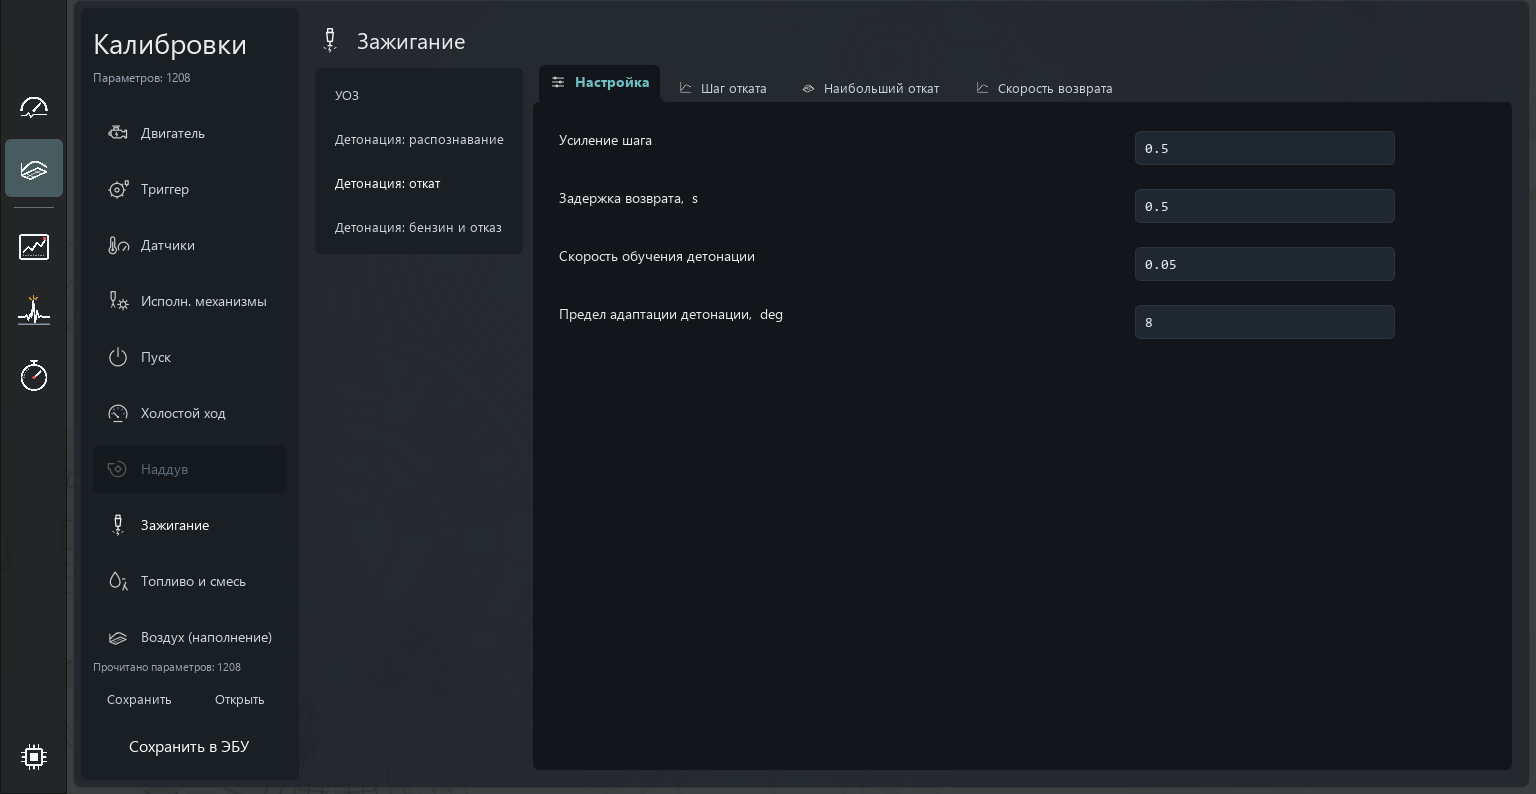 Калибровки
Параметров: 1208
Двигатель
Триггер
Датчики
Исполн. механизмы
Пуск
Холостой ход
Наддув
Зажигание
Топливо и смесь
Воздух (наполнение)
Прочитано параметров: 1208
Сохранить Открыть
Сохранить в ЭБУ
Зажигание
УОЗ
Детонация: распознавание
Детонация: откат
Детонация: бензин и отказ
Настройка Шаг отката Наибольший откат Скорость возврата
Усиление шага 0.5
Задержка возврата, s 0.5
Скорость обучения детонации 0.05
Предел адаптации детонации, deg 8